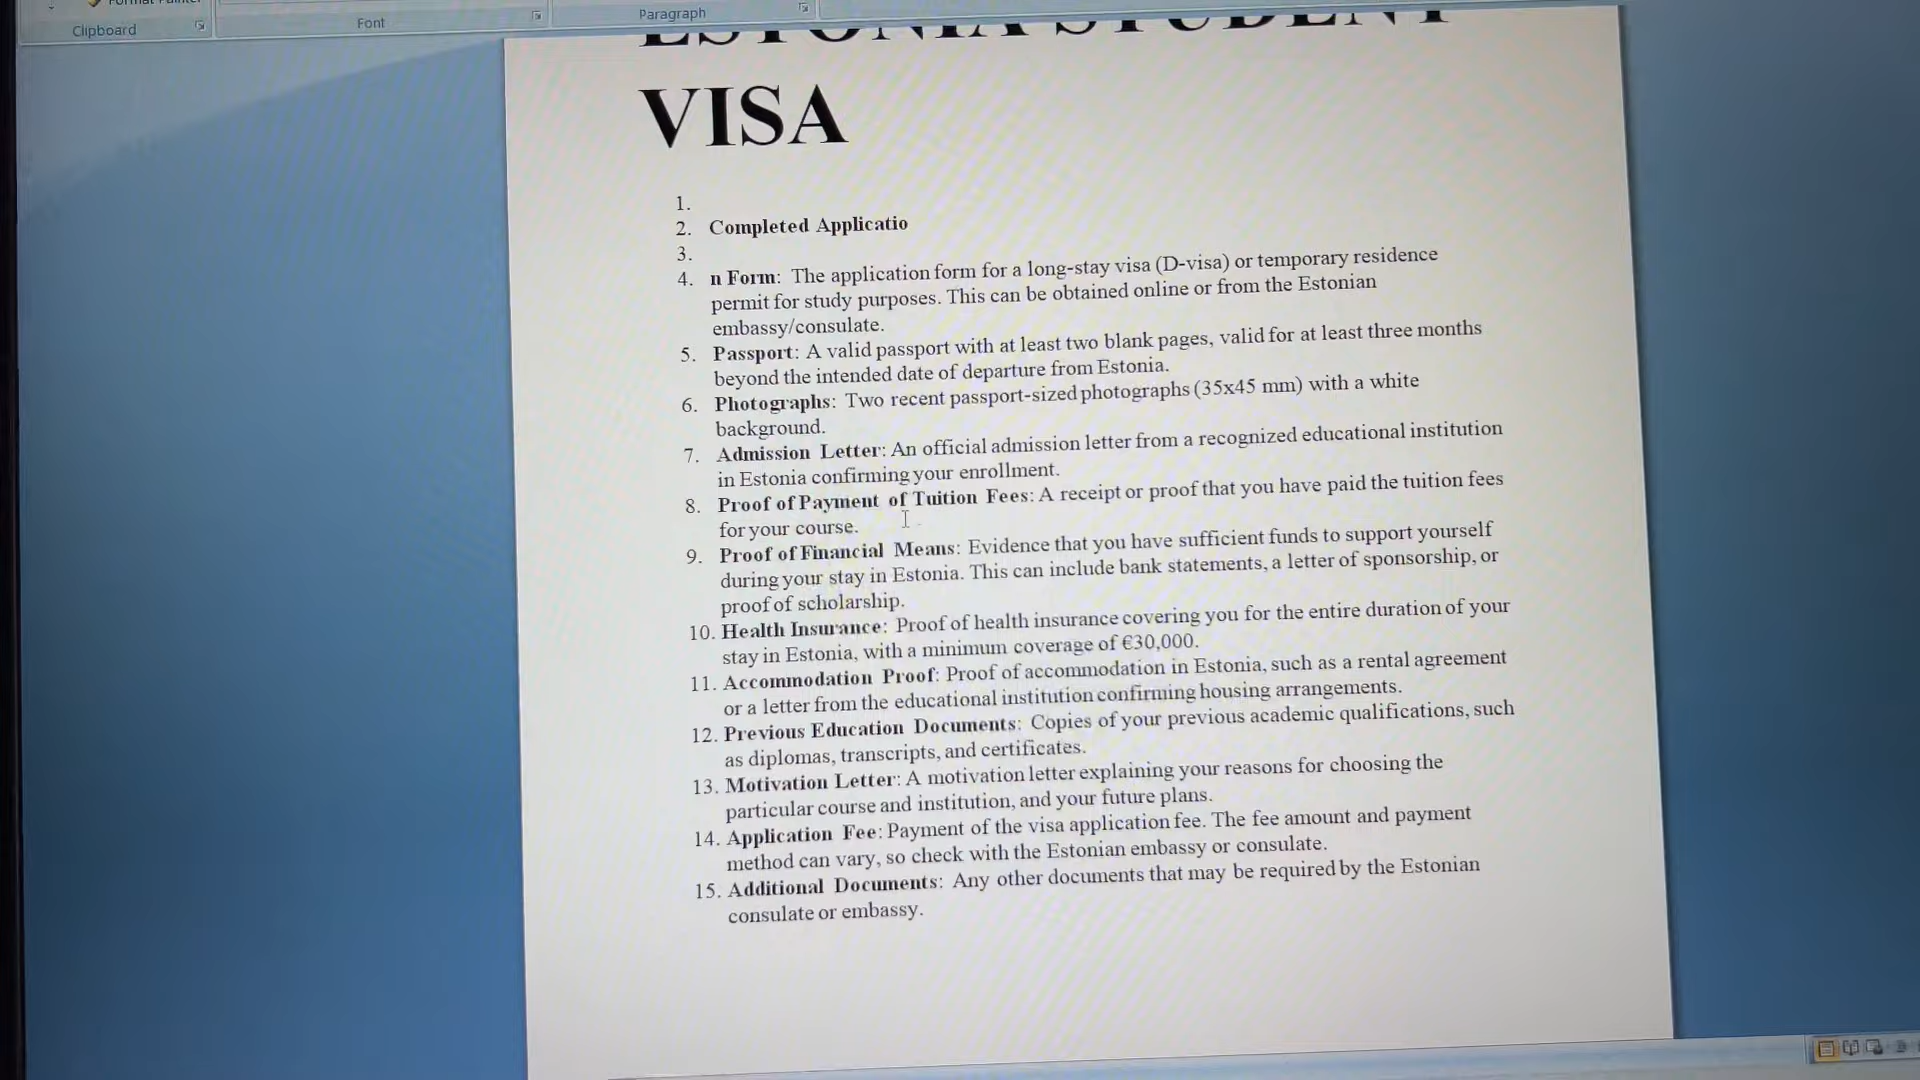 Format Painter
Clipboard
Font
Paragraph
ESTONIA STUDENT
VISA
1.
2. Completed Applicatio
3.
4. n Form: The application form for a long-stay visa (D-visa) or temporary residence
permit for study purposes. This can be obtained online or from the Estonian
embassy/consulate.
5. Passport: A valid passport with at least two blank pages, valid for at least three months
beyond the intended date of departure from Estonia.
6. Photographs: Two recent passport-sized photographs (35x45 mm) with a white
background.
7. Admission Letter: An official admission letter from a recognized educational institution
in Estonia confirming your enrollment.
8. Proof of Payment of Tuition Fees: A receipt or proof that you have paid the tuition fees
for your course.
9. Proof of Financial Means: Evidence that you have sufficient funds to support yourself
during your stay in Estonia. This can include bank statements, a letter of sponsorship, or
proof of scholarship.
10. Health Insurance: Proof of health insurance covering you for the entire duration of your
stay in Estonia, with a minimum coverage of €30,000.
11. Accommodation Proof: Proof of accommodation in Estonia, such as a rental agreement
or a letter from the educational institution confirming housing arrangements.
12. Previous Education Documents: Copies of your previous academic qualifications, such
as diplomas, transcripts, and certificates.
13. Motivation Letter: A motivation letter explaining your reasons for choosing the
particular course and institution, and your future plans.
14. Application Fee: Payment of the visa application fee. The fee amount and payment
method can vary, so check with the Estonian embassy or consulate.
15. Additional Documents: Any other documents that may be required by the Estonian
consulate or embassy.